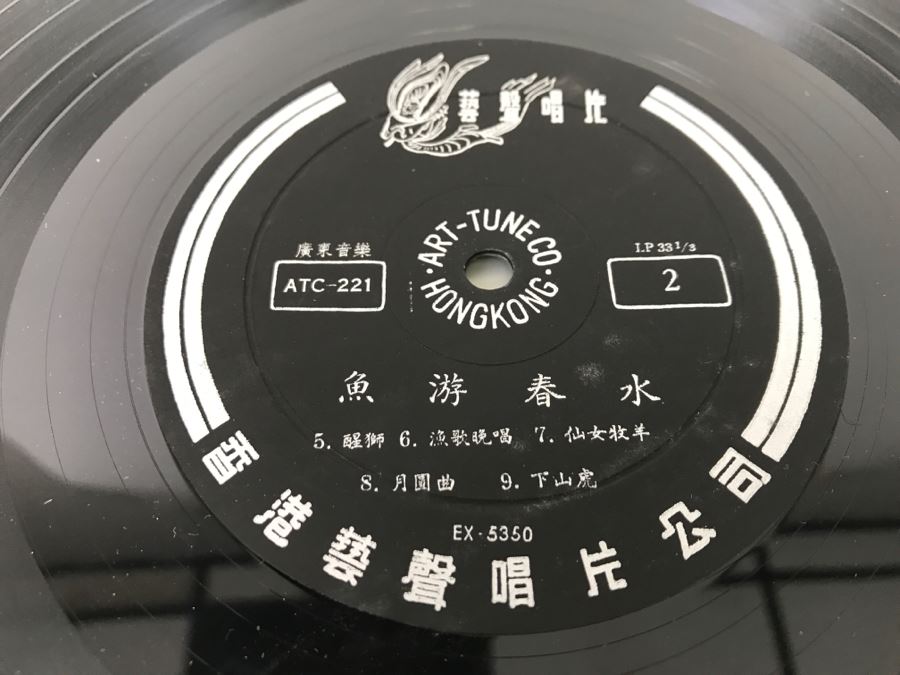 藝聲唱片
廣東音樂
ATC-221
LP 33 1/3
2
·ART-TUNE CO·
HONGKONG
魚游春水
5. 醒獅 6. 漁歌晚唱 7. 仙女牧羊
8. 月圓曲 9. 下山虎
EX-5350
香港藝聲唱片公司